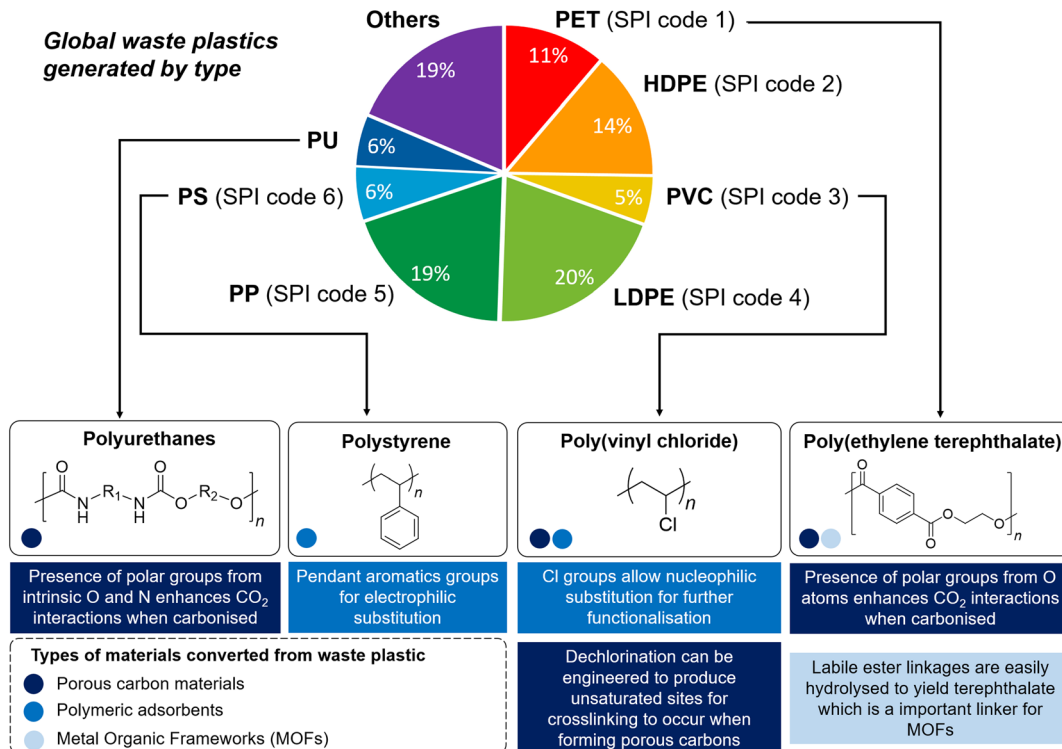 Global waste plastics
generated by type
Others
19%
PET (SPI code 1)
11%
HDPE (SPI code 2)
14%
PU
6%
PS (SPI code 6)
6%
PVC (SPI code 3)
5%
PP (SPI code 5)
19%
LDPE (SPI code 4)
20%
Polyurethanes
O
O
N
H
R1
N
H
O
R2
O
n
Presence of polar groups from
intrinsic O and N enhances CO2
interactions when carbonised
Polystyrene
n
Pendant aromatics groups
for electrophilic
substitution
Poly(vinyl chloride)
n
Cl
Cl groups allow nucleophilic
substitution for further
functionalisation
Dechlorination can be
engineered to produce
unsaturated sites for
crosslinking to occur when
forming porous carbons
Poly(ethylene terephthalate)
O
O
O
O
n
Presence of polar groups from O
atoms enhances CO2 interactions
when carbonised
Labile ester linkages are easily
hydrolysed to yield terephthalate
which is a important linker for
MOFs
Types of materials converted from waste plastic
Porous carbon materials
Polymeric adsorbents
Metal Organic Frameworks (MOFs)